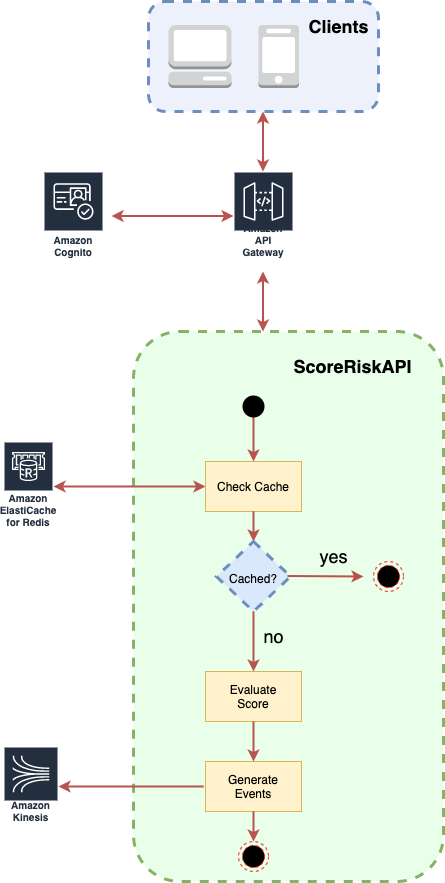 Clients
Amazon
Cognito
Amazon
API
Gateway
ScoreRiskAPI
Check Cache
Amazon
ElastiCache
for Redis
R
Cached?
yes
no
Evaluate
Score
Generate
Events
Amazon
Kinesis